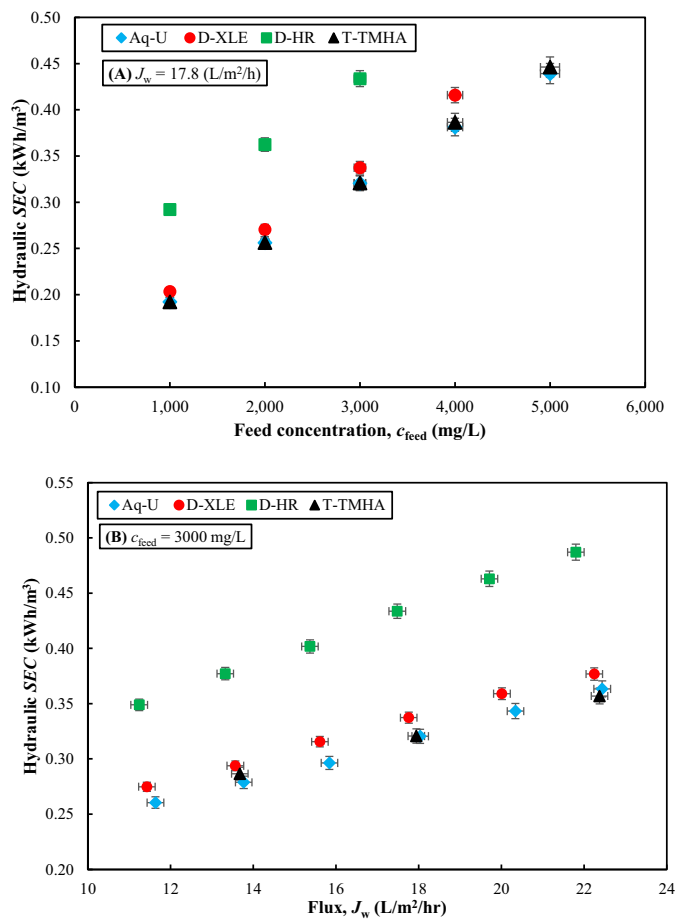 0.50
0.45
0.40
0.35
0.30
0.25
0.20
0.15
0.10
Hydraulic SEC (kWh/m³)
Aq-U D-XLE D-HR T-TMHA
(A) Jw = 17.8 (L/m²/h)
0 1,000 2,000 3,000 4,000 5,000 6,000
Feed concentration, cfeed (mg/L)
0.55
0.50
0.45
0.40
0.35
0.30
0.25
0.20
Hydraulic SEC (kWh/m³)
Aq-U D-XLE D-HR T-TMHA
(B) cfeed = 3000 mg/L
10 12 14 16 18 20 22 24
Flux, Jw (L/m²/hr)